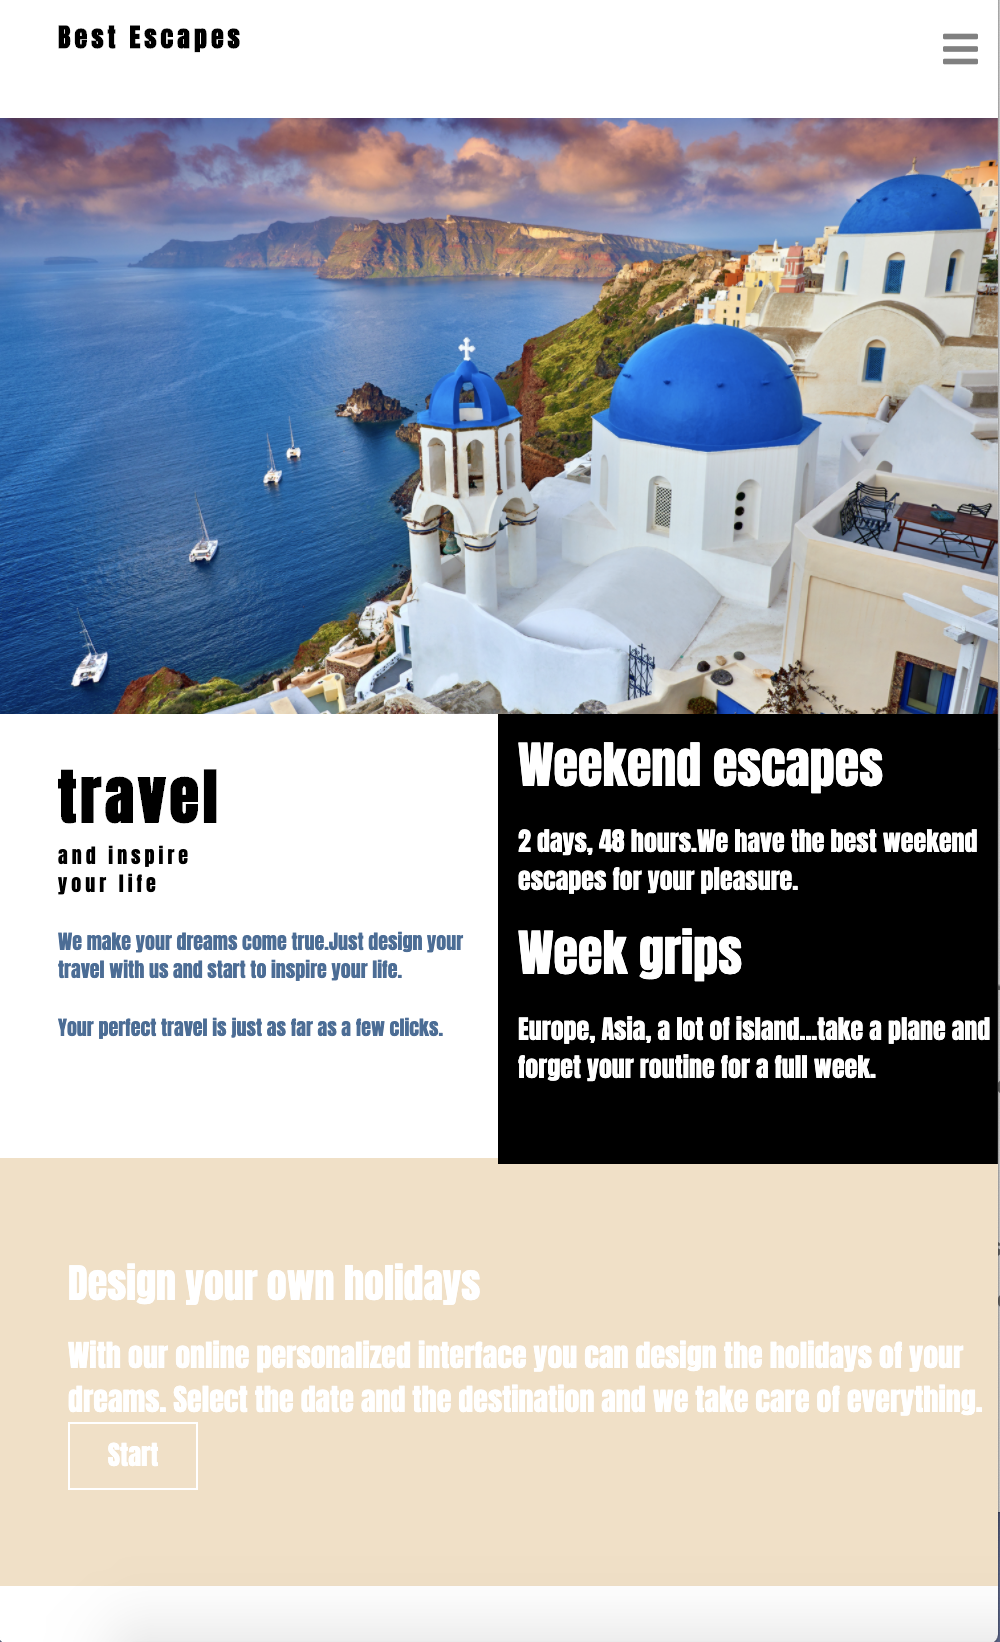 Best Escapes
travel
and inspire
your life
We make your dreams come true.Just design your
travel with us and start to inspire your life.
Your perfect travel is just as far as a few clicks.
Weekend escapes
2 days, 48 hours.We have the best weekend
escapes for your pleasure.
Week grips
Europe, Asia, a lot of island...take a plane and
forget your routine for a full week.
Design your own holidays
With our online personalized interface you can design the holidays of your
dreams. Select the date and the destination and we take care of everything.
Start